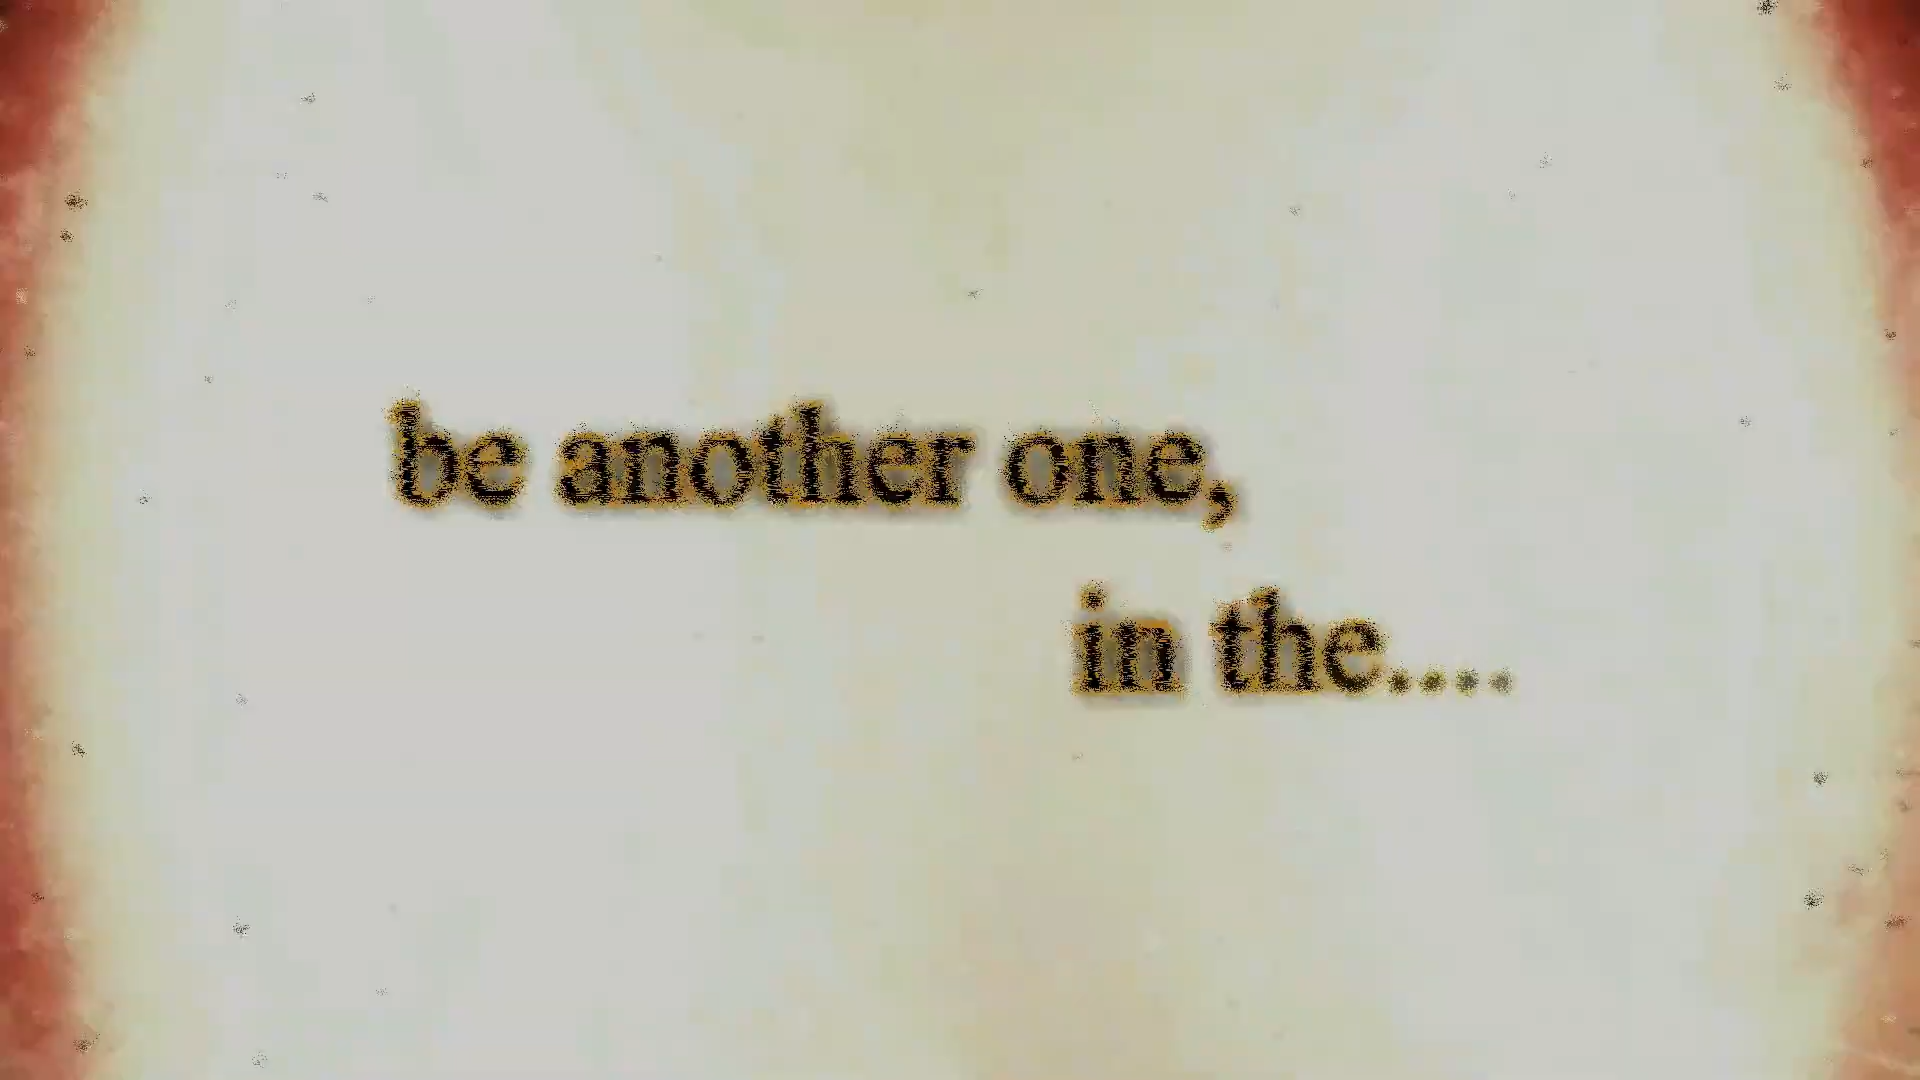 be another one,
in the....